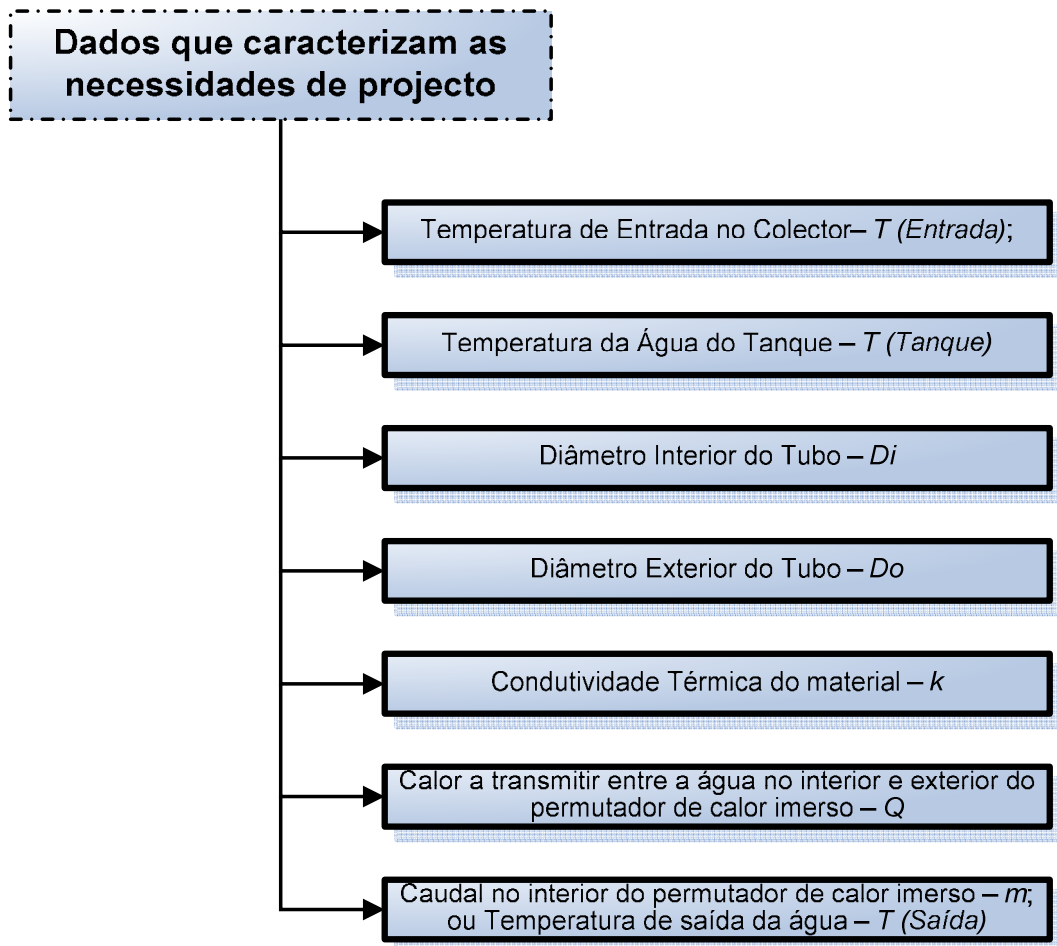 Dados que caracterizam as
necessidades de projecto
Temperatura de Entrada no Colector– T (Entrada);
Temperatura da Água do Tanque – T (Tanque)
Diâmetro Interior do Tubo – Di
Diâmetro Exterior do Tubo – Do
Condutividade Térmica do material – k
Calor a transmitir entre a água no interior e exterior do
permutador de calor imerso – Q
Caudal no interior do permutador de calor imerso – m;
ou Temperatura de saída da água – T (Saída)